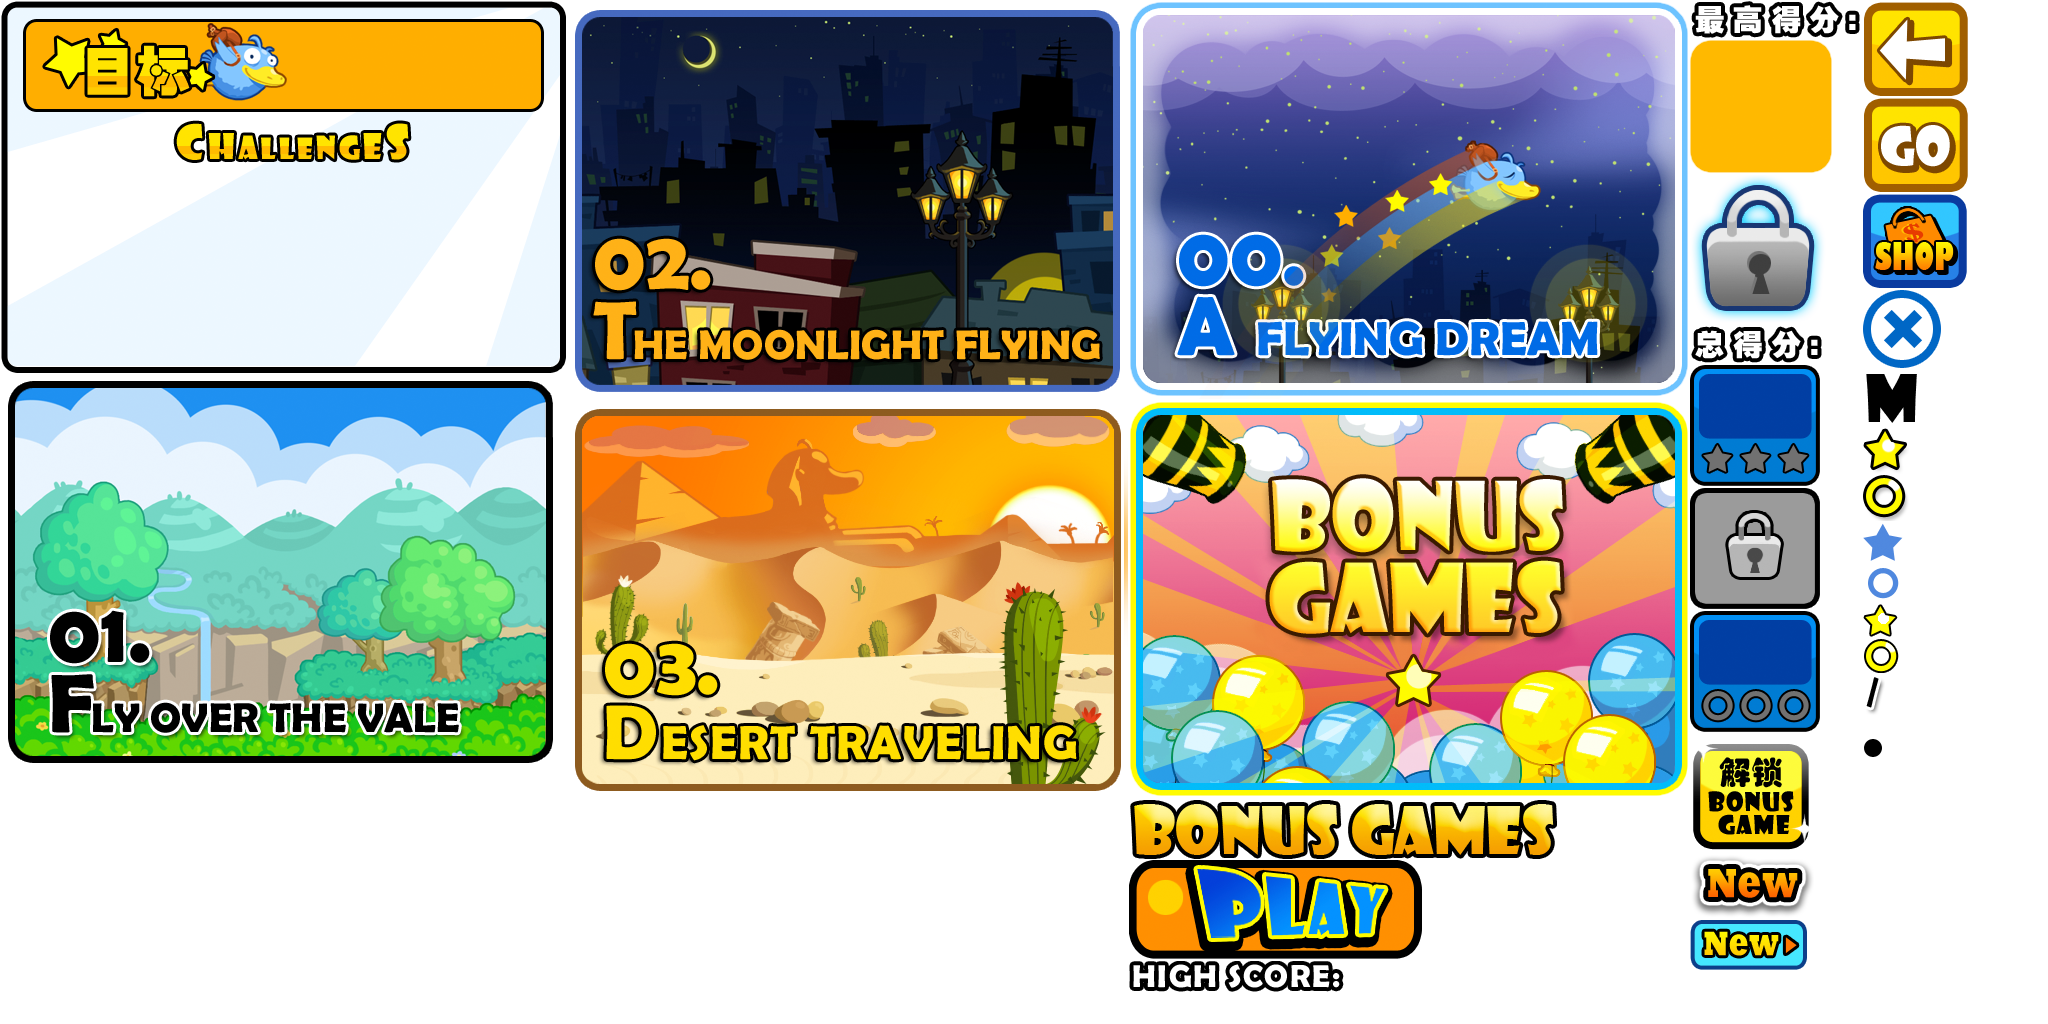 目标
CHALLENGES
02.
THE MOONLIGHT FLYING
00.
A FLYING DREAM
01.
FLY OVER THE VALE
03.
DESERT TRAVELING
BONUS
GAMES
BONUS GAMES
PLAY
HIGH SCORE:
最高得分:
总得分:
解锁
BONUS
GAME
New
New
GO
$
SHOP
M
/